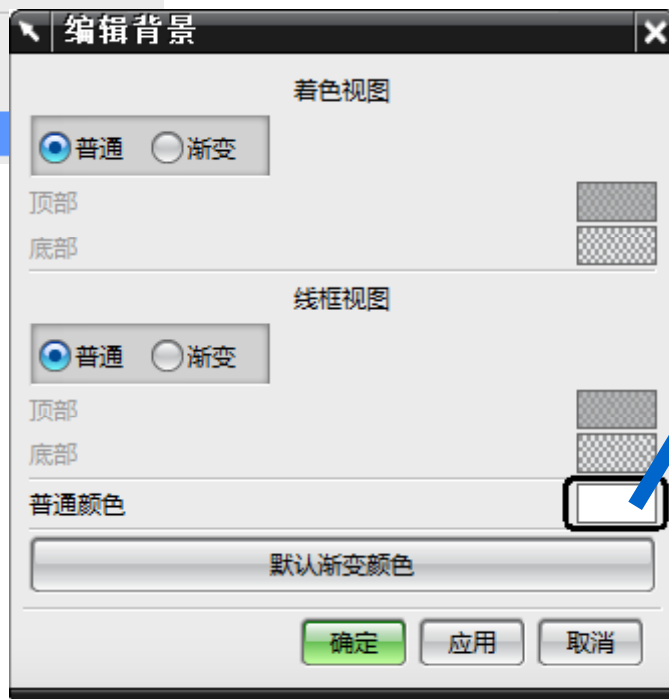 编辑背景
着色视图
普通 渐变
顶部
底部
线框视图
普通 渐变
顶部
底部
普通颜色
默认渐变颜色
确定 应用 取消